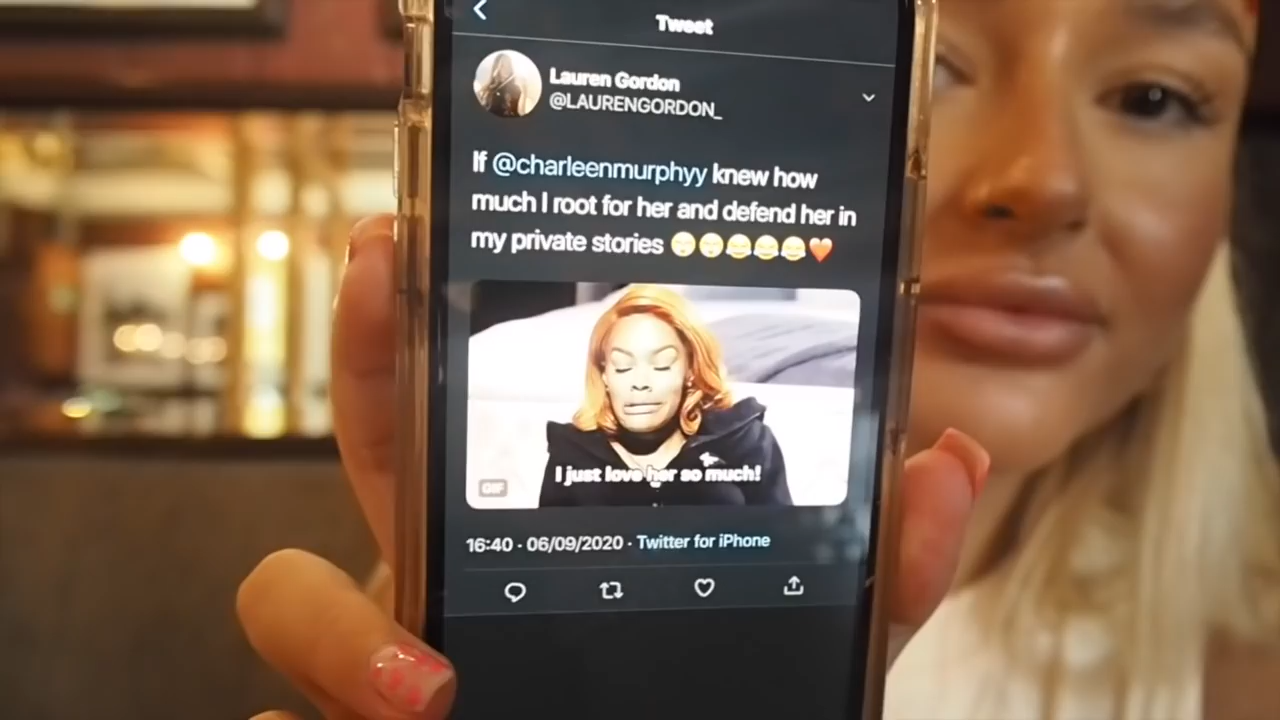 Tweet
Lauren Gordon
@LAURENGORDON_
If @charleenmurphyy knew how
much I root for her and defend her in
my private stories 😴😴😂😂😂❤️
I just love her so much!
GIF
16:40 · 06/09/2020 · Twitter for iPhone